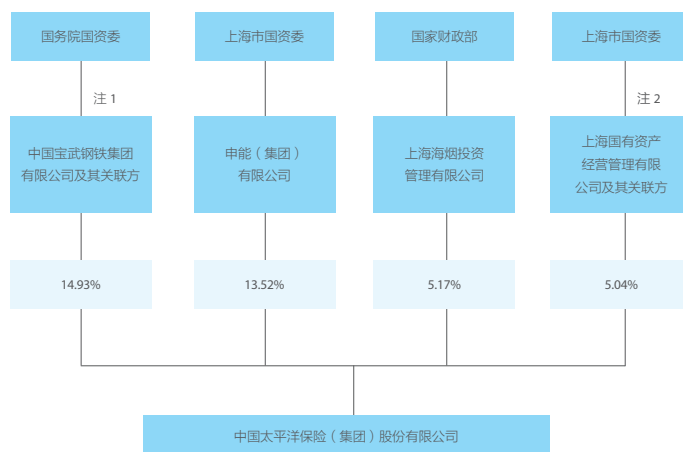 国务院国资委
上海市国资委
国家财政部
上海市国资委
注 1
注 2
中国宝武钢铁集团
有限公司及其关联方
申能（集团）
有限公司
上海海烟投资
管理有限公司
上海国有资产
经营管理有限
公司及其关联方
14.93%
13.52%
5.17%
5.04%
中国太平洋保险（集团）股份有限公司